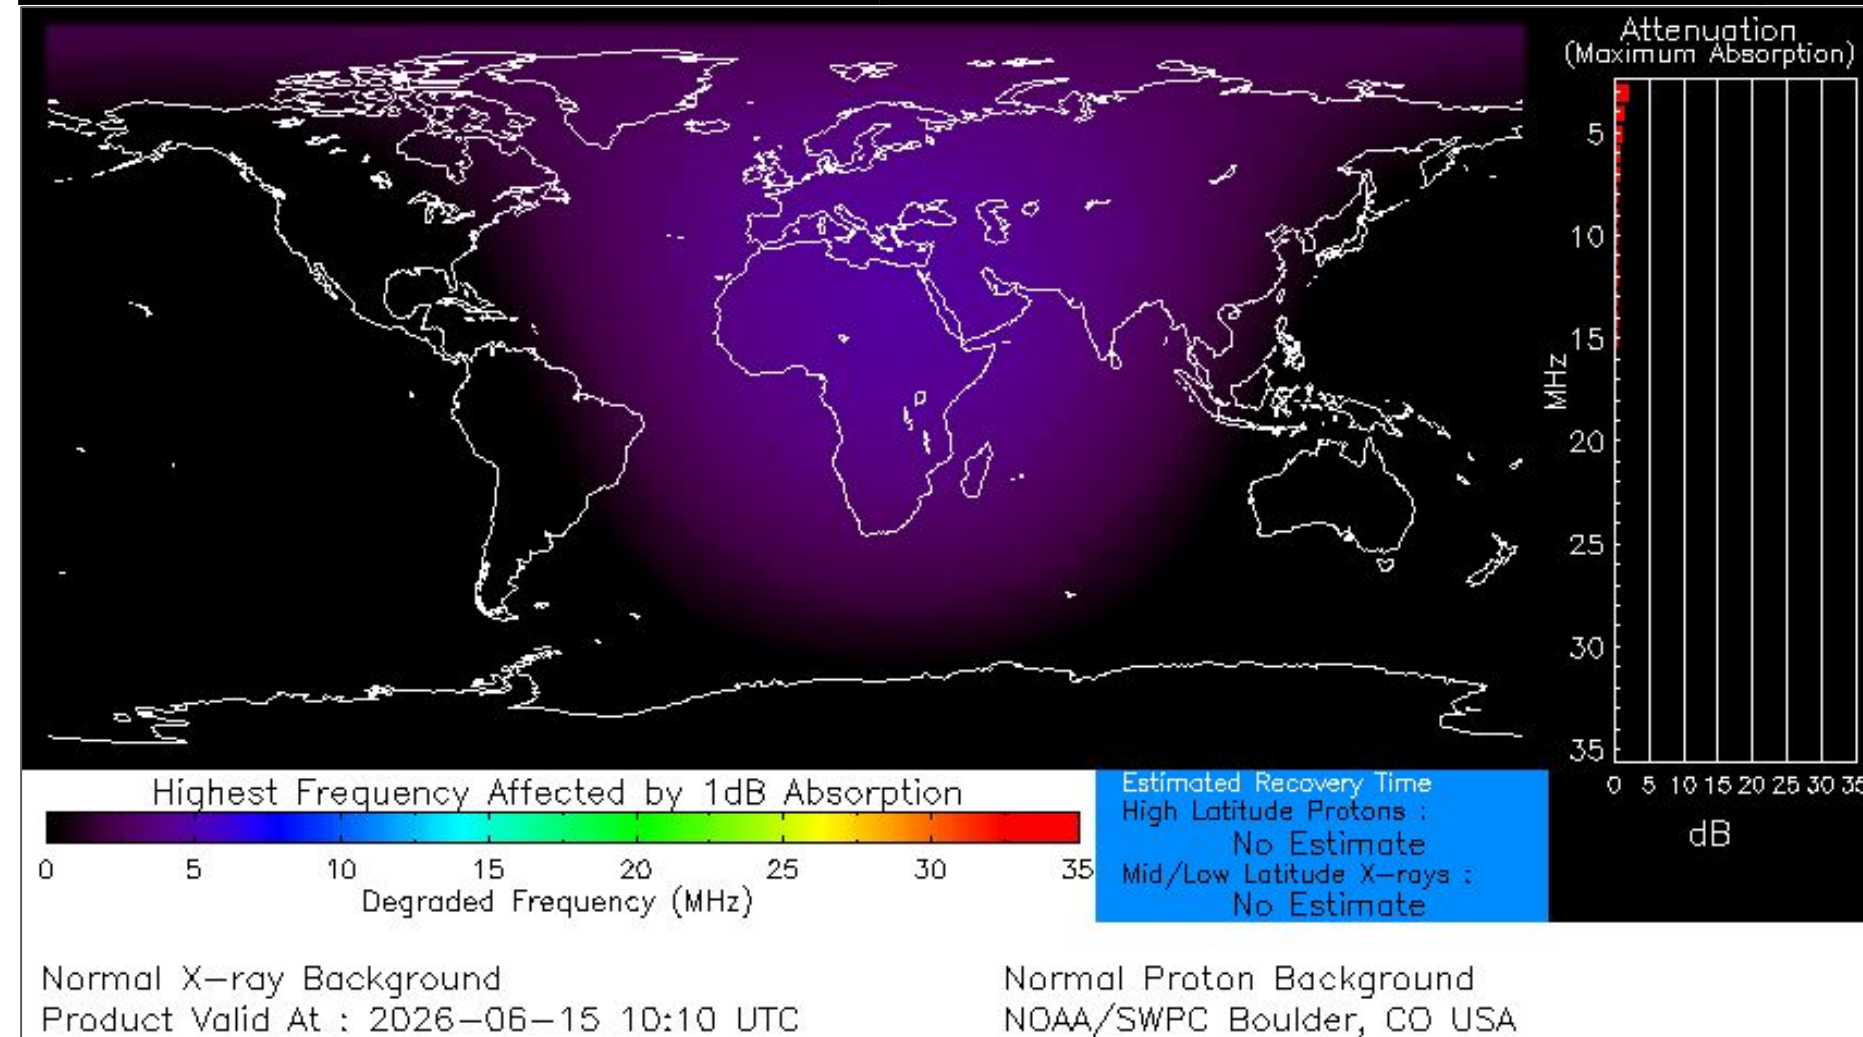 Attenuation
(Maximum Absorption)
5
10
15
20
25
30
35
MHz
0 5 10 15 20 25 30 35
dB
Highest Frequency Affected by 1dB Absorption
0 5 10 15 20 25 30 35
Degraded Frequency (MHz)
Estimated Recovery Time
High Latitude Protons :
No Estimate
Mid/Low Latitude X-rays :
No Estimate
Normal X-ray Background
Normal Proton Background
Product Valid At : 2026-06-15 10:10 UTC
NOAA/SWPC Boulder, CO USA